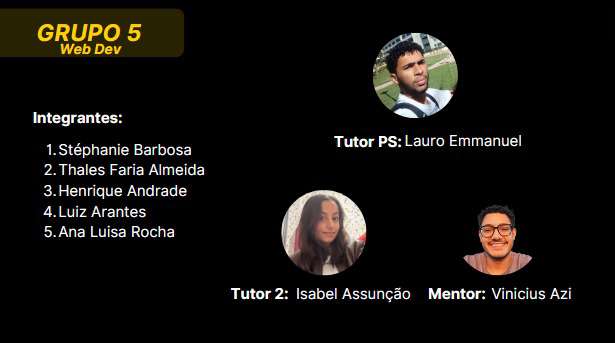 GRUPO 5
Web Dev
Integrantes:
1. Stéphanie Barbosa
2. Thales Faria Almeida
3. Henrique Andrade
4. Luiz Arantes
5. Ana Luisa Rocha
Tutor PS: Lauro Emmanuel
Tutor 2: Isabel Assunção
Mentor: Vinicius Azi